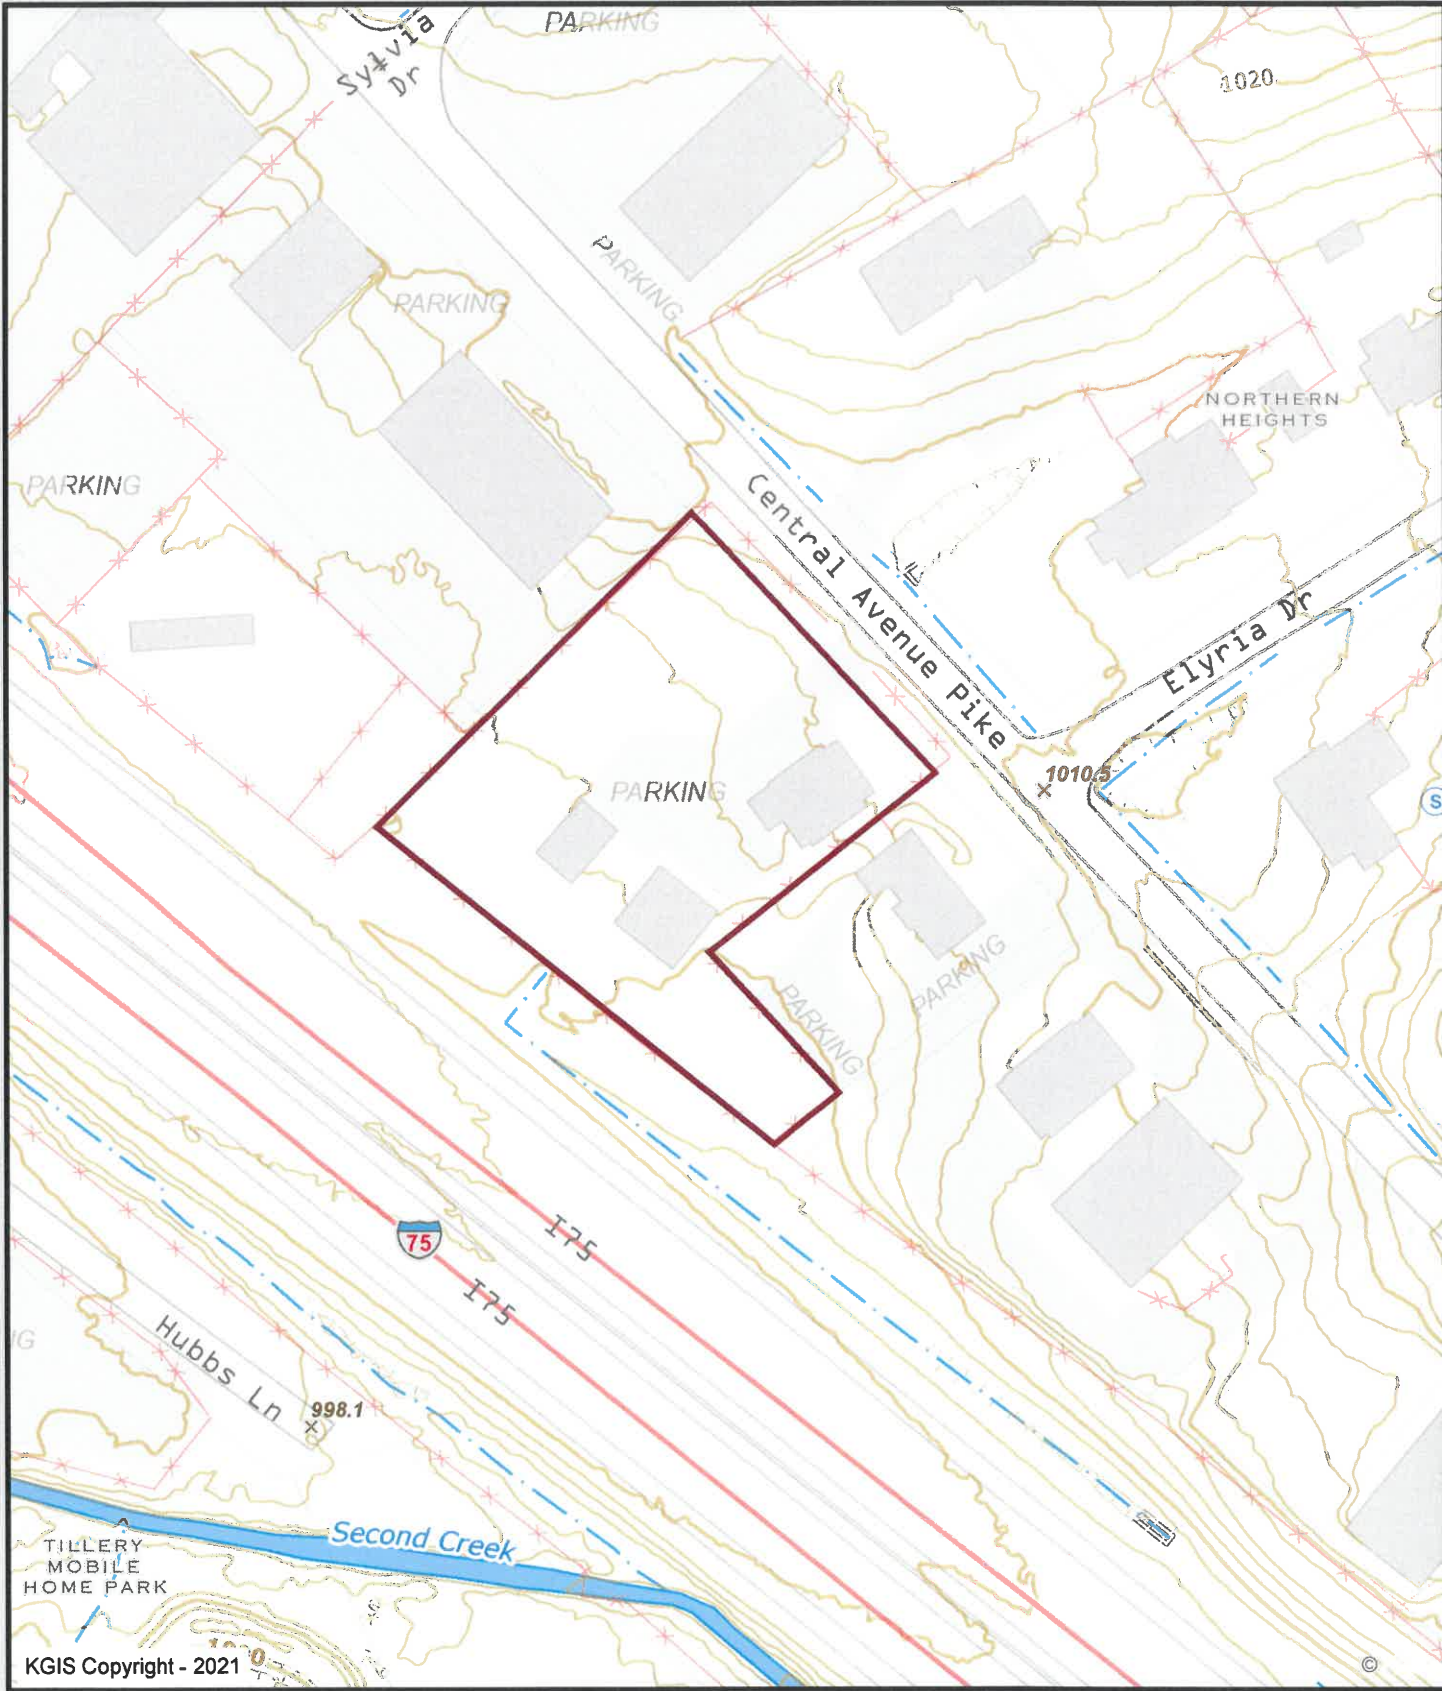 PARKING
Sylvia
Dr
1020
PARKING
PARKING
NORTHERN
HEIGHTS
PARKING
Central Avenue Pike
Elyria Dr
1010.5
PARKING
S
PARKING
PARKING
75
I75
I75
Hubbs Ln
998.1
Second Creek
TILLERY
MOBILE
HOME PARK
KGIS Copyright - 2021
©